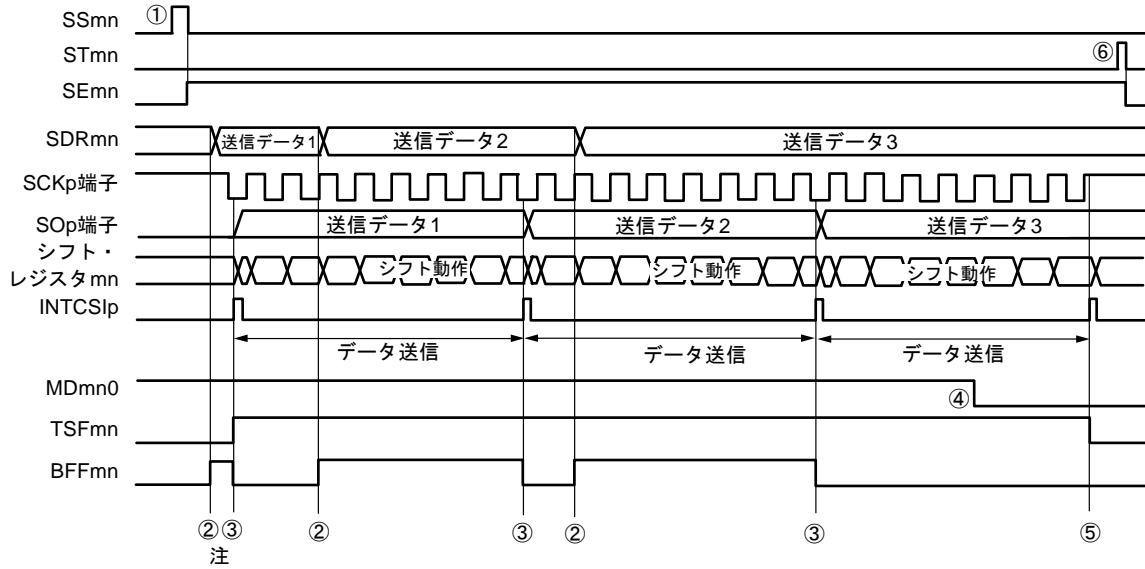 ①
SSmn
STmn
⑥
SEmn
SDRmn
送信データ1
送信データ2
送信データ3
SCKp端子
SOp端子
送信データ1
送信データ2
送信データ3
シフト・
レジスタmn
シフト動作
シフト動作
シフト動作
INTCSIp
データ送信
データ送信
データ送信
MDmn0
④
TSFmn
BFFmn
②③
②
③
②
③
⑤
注